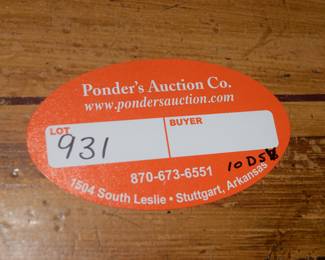 Ponder's Auction Co.
www.pondersauction.com
LOT
BUYER
931
870-673-6551
1504 South Leslie • Stuttgart, Arkansas